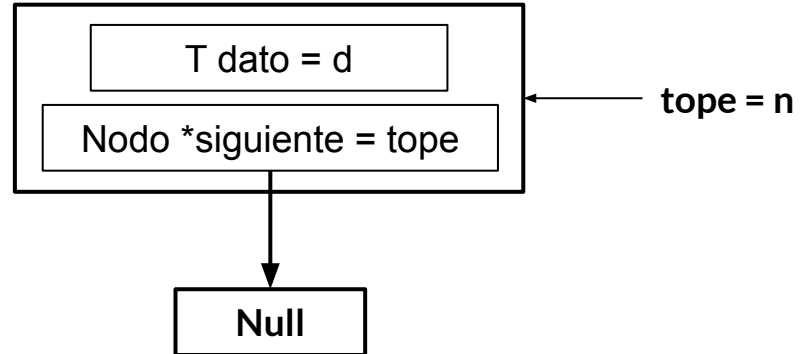 T dato = d
tope = n
Nodo *siguiente = tope
Null